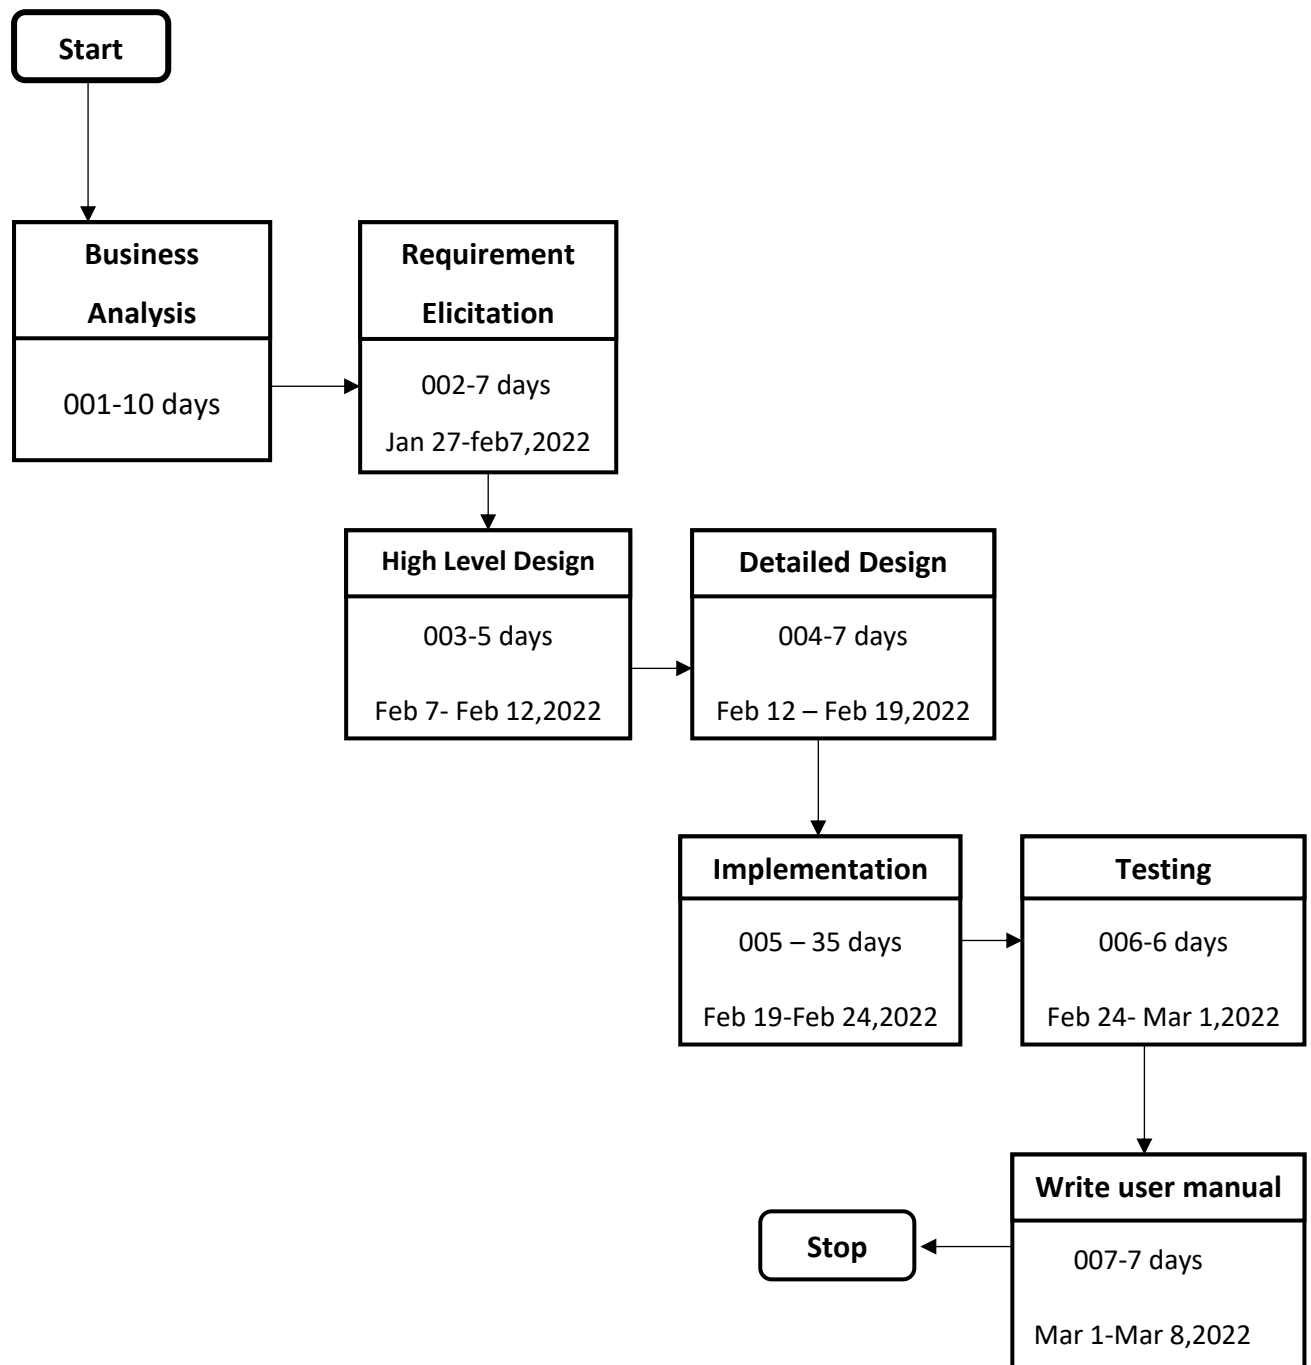 Start
Business
Analysis
001-10 days
Requirement
Elicitation
002-7 days
Jan 27-feb7,2022
High Level Design
003-5 days
Feb 7- Feb 12,2022
Detailed Design
004-7 days
Feb 12 – Feb 19,2022
Implementation
005 – 35 days
Feb 19-Feb 24,2022
Testing
006-6 days
Feb 24- Mar 1,2022
Write user manual
007-7 days
Mar 1-Mar 8,2022
Stop